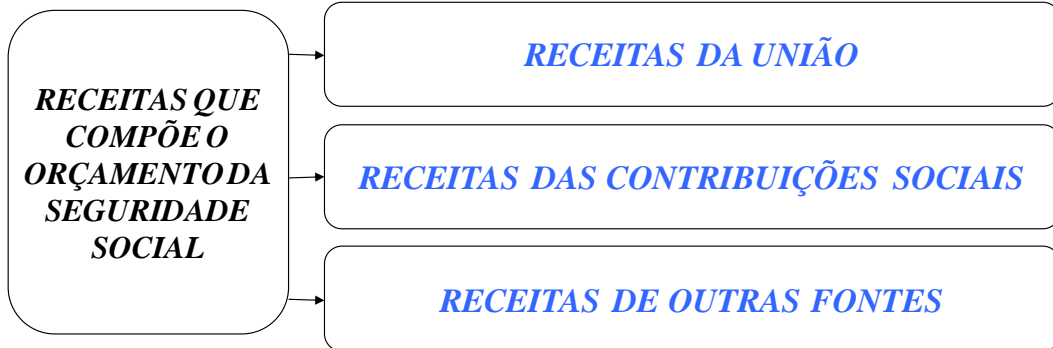 RECEITAS QUE
COMPÕE O
ORÇAMENTO DA
SEGURIDADE
SOCIAL
RECEITAS DA UNIÃO
RECEITAS DAS CONTRIBUIÇÕES SOCIAIS
RECEITAS DE OUTRAS FONTES